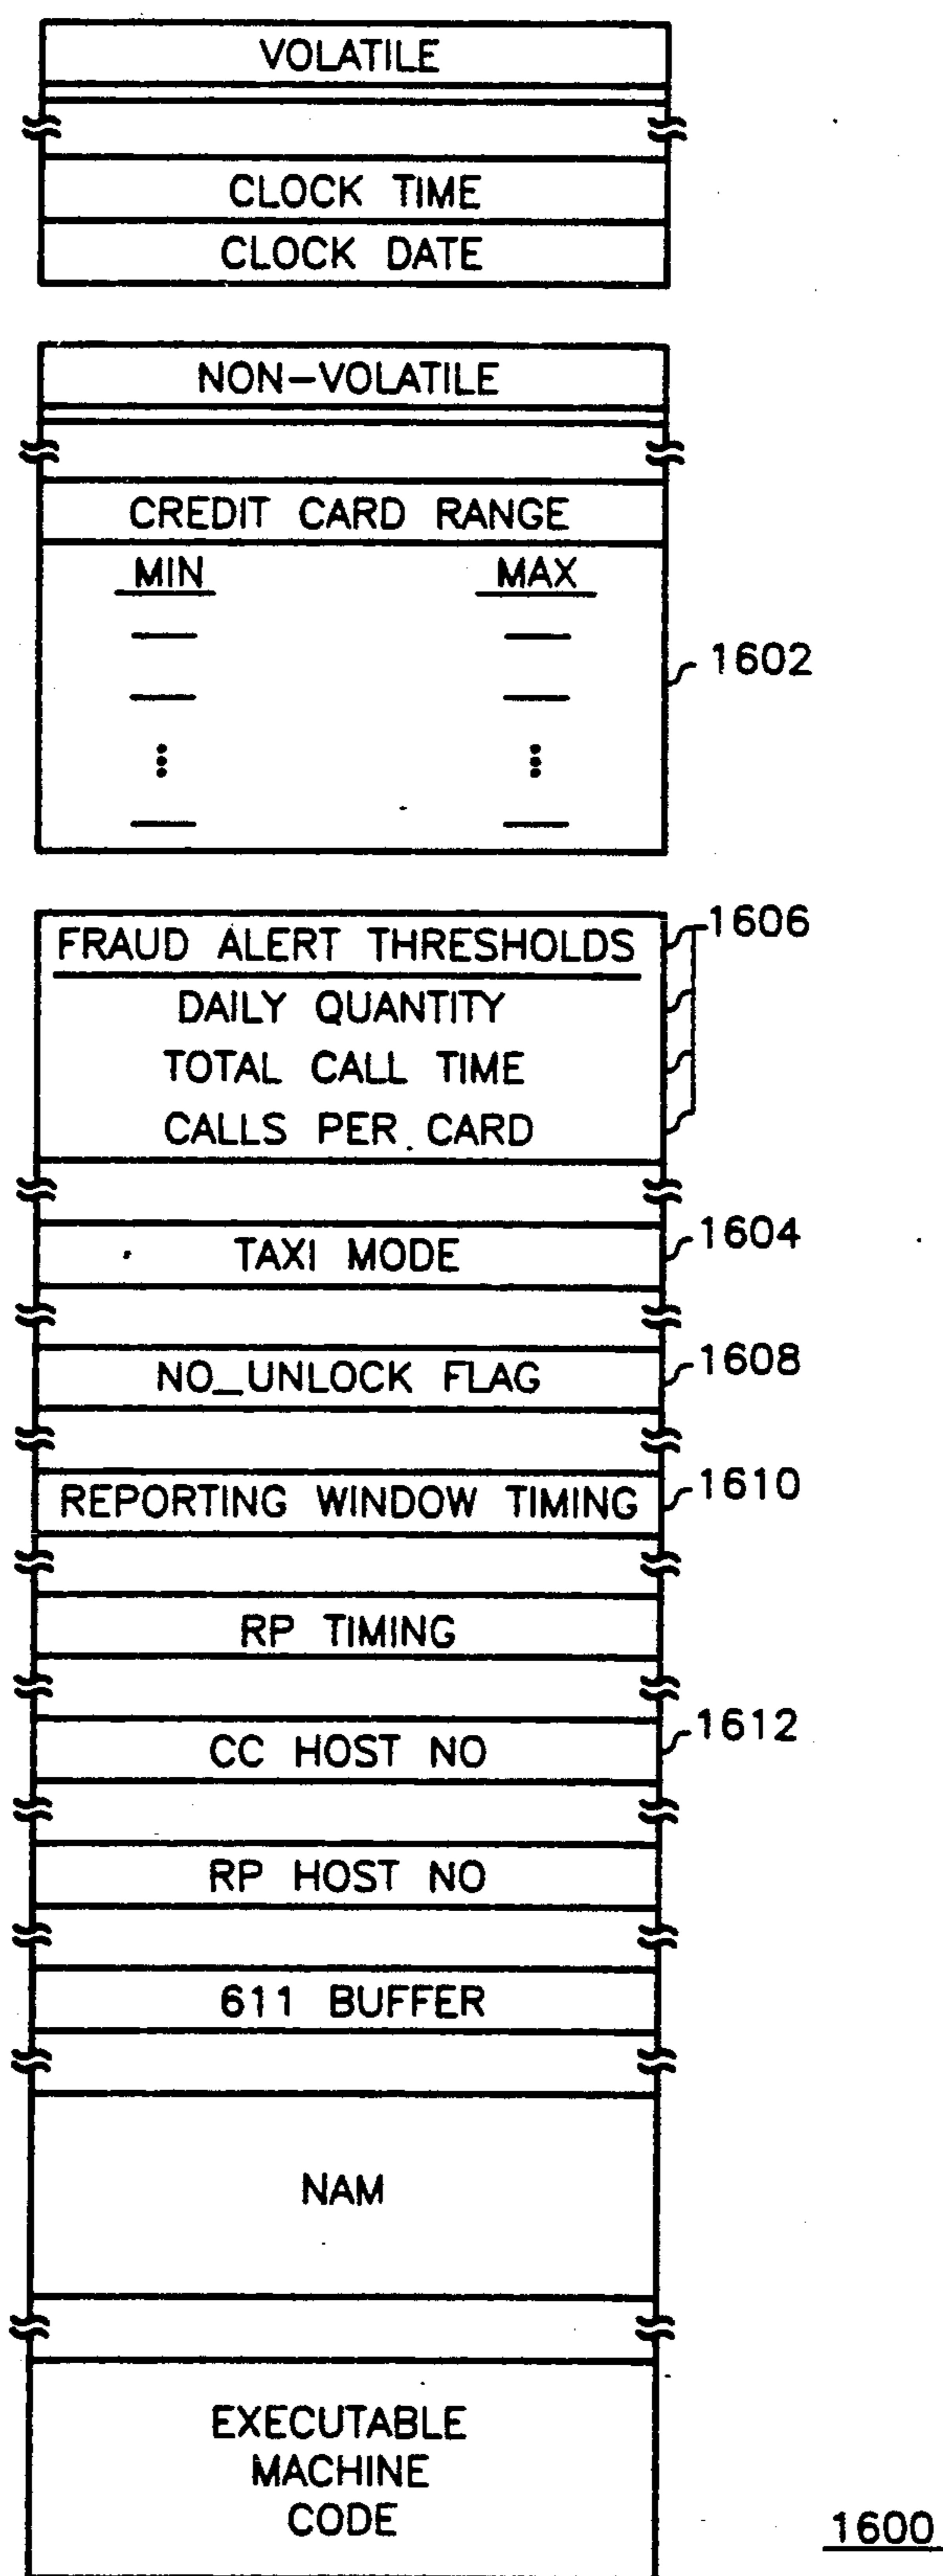 VOLATILE
CLOCK TIME
CLOCK DATE
NON-VOLATILE
CREDIT CARD RANGE
MIN MAX
1602
FRAUD ALERT THRESHOLDS 1606
DAILY QUANTITY
TOTAL CALL TIME
CALLS PER CARD
TAXI MODE 1604
NO_UNLOCK FLAG 1608
REPORTING WINDOW TIMING 1610
RP TIMING
CC HOST NO 1612
RP HOST NO
611 BUFFER
NAM
EXECUTABLE
MACHINE
CODE
1600